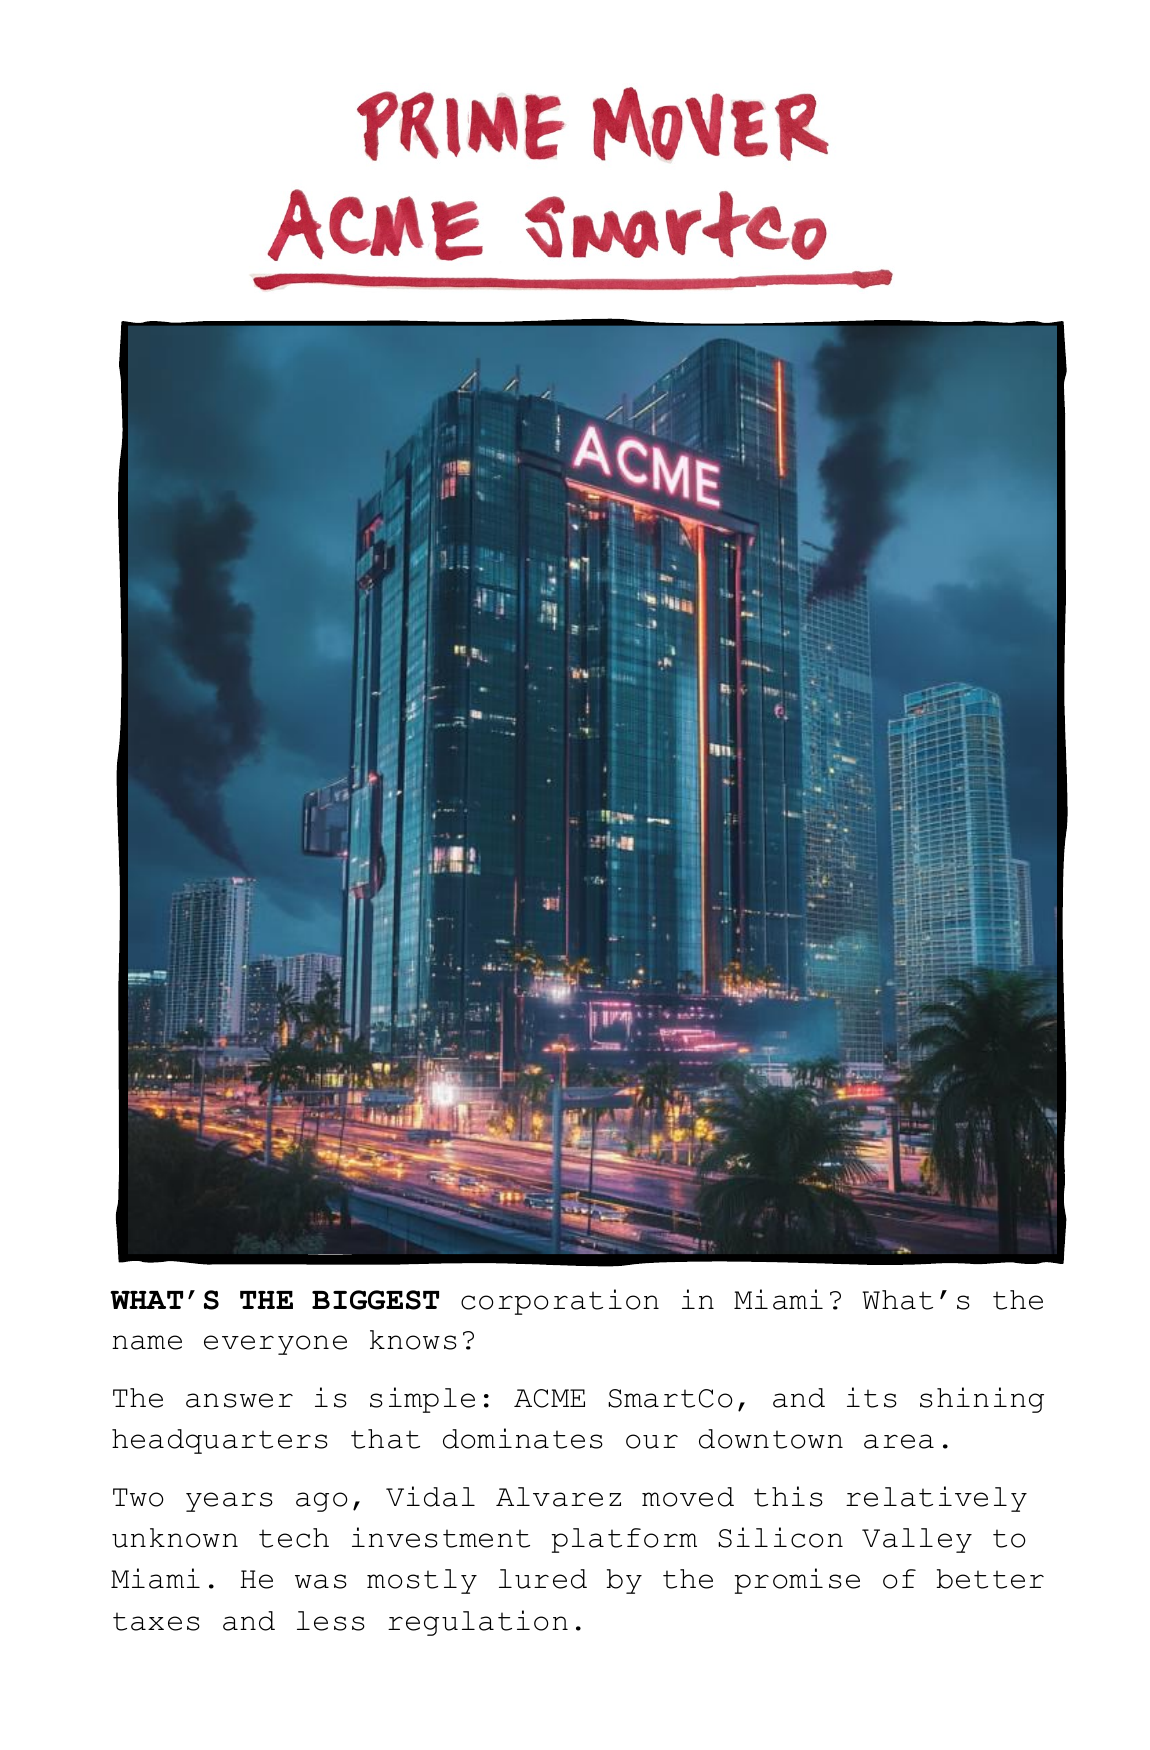 PRIME MOVER
ACME SmartCo
ACME
WHAT’S THE BIGGEST corporation in Miami? What’s the
name everyone knows?
The answer is simple: ACME SmartCo, and its shining
headquarters that dominates our downtown area.
Two years ago, Vidal Alvarez moved this relatively
unknown tech investment platform Silicon Valley to
Miami. He was mostly lured by the promise of better
taxes and less regulation.